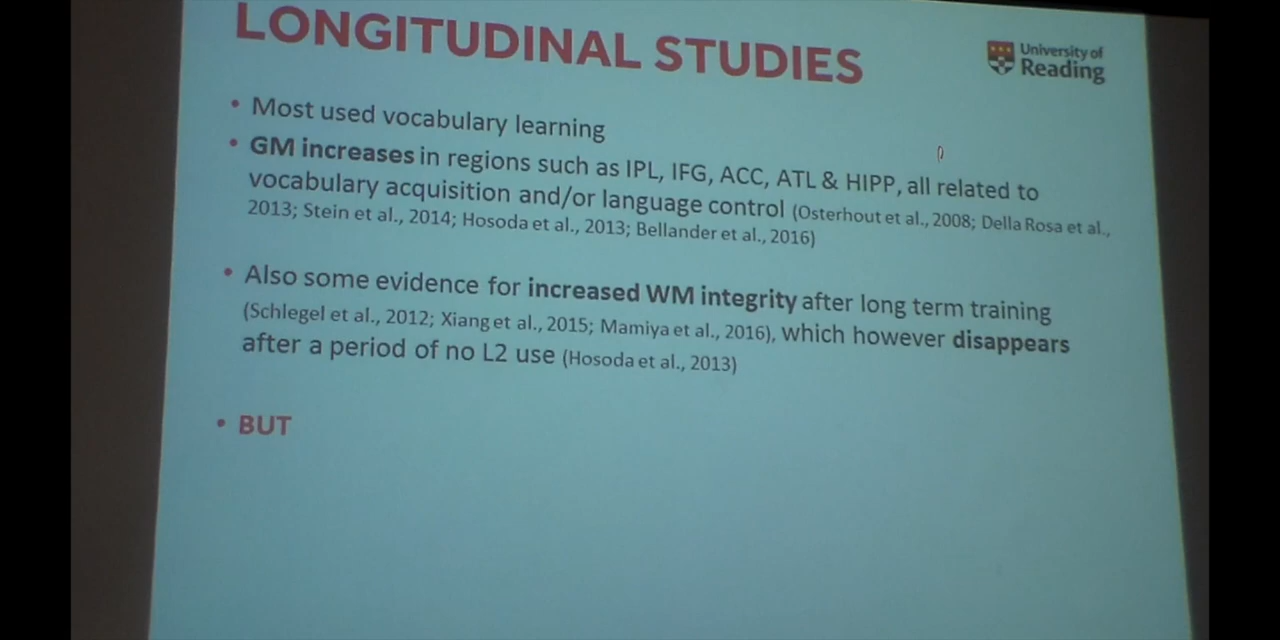 LONGITUDINAL STUDIES
University of
Reading
• Most used vocabulary learning
• GM increases in regions such as IPL, IFG, ACC, ATL & HIPP, all related to
vocabulary acquisition and/or language control (Osterhout et al., 2008; Della Rosa et al.,
2013; Stein et al., 2014; Hosoda et al., 2013; Bellander et al., 2016)
• Also some evidence for increased WM integrity after long term training
(Schlegel et al., 2012; Xiang et al., 2015; Mamiya et al., 2016), which however disappears
after a period of no L2 use (Hosoda et al., 2013)
• BUT